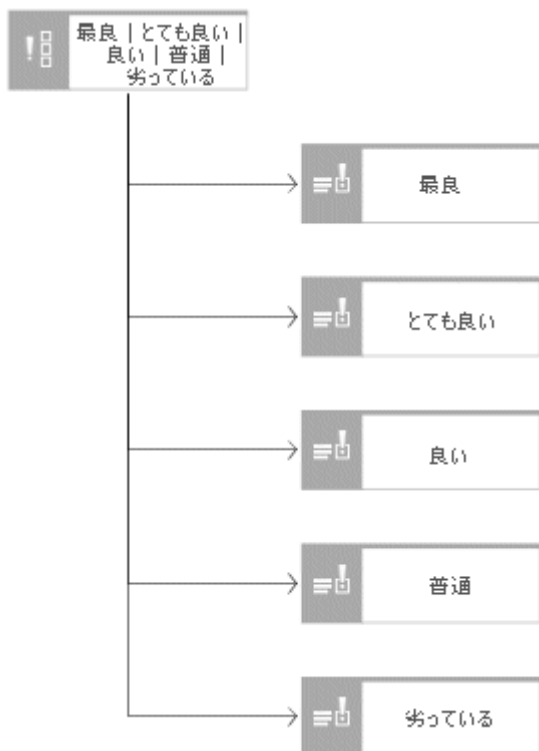 最良 | とても良い |
良い | 普通 |
劣っている
最良
とても良い
良い
普通
劣っている